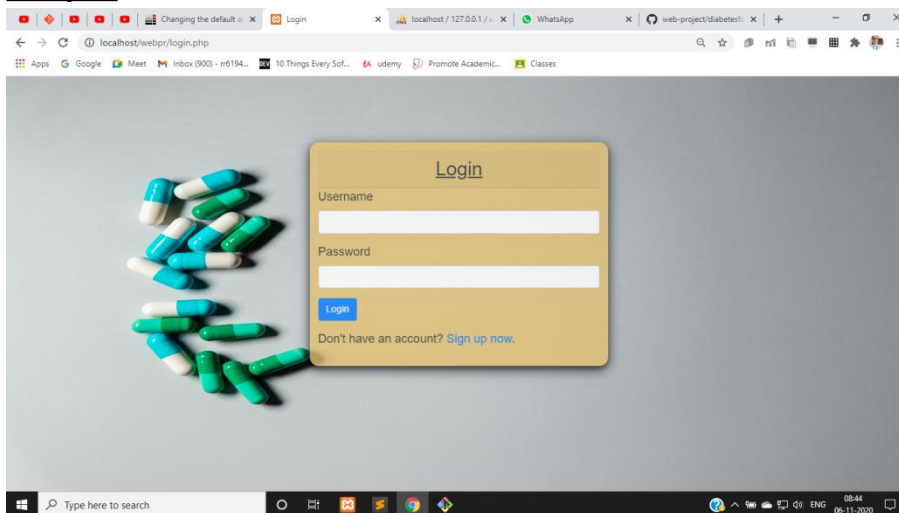 Changing the default a
Login
localhost / 127.0.0.1 /
WhatsApp
web-project/diabetes
localhost/webpr/login.php
Apps
Google
Meet
Inbox (900) - rr6194...
DEV
10 Things Every Sof...
udemy
Promote Academic...
Classes
Login
Username
Password
Login
Don't have an account? Sign up now.
Type here to search
ENG
08:44
06-11-2020